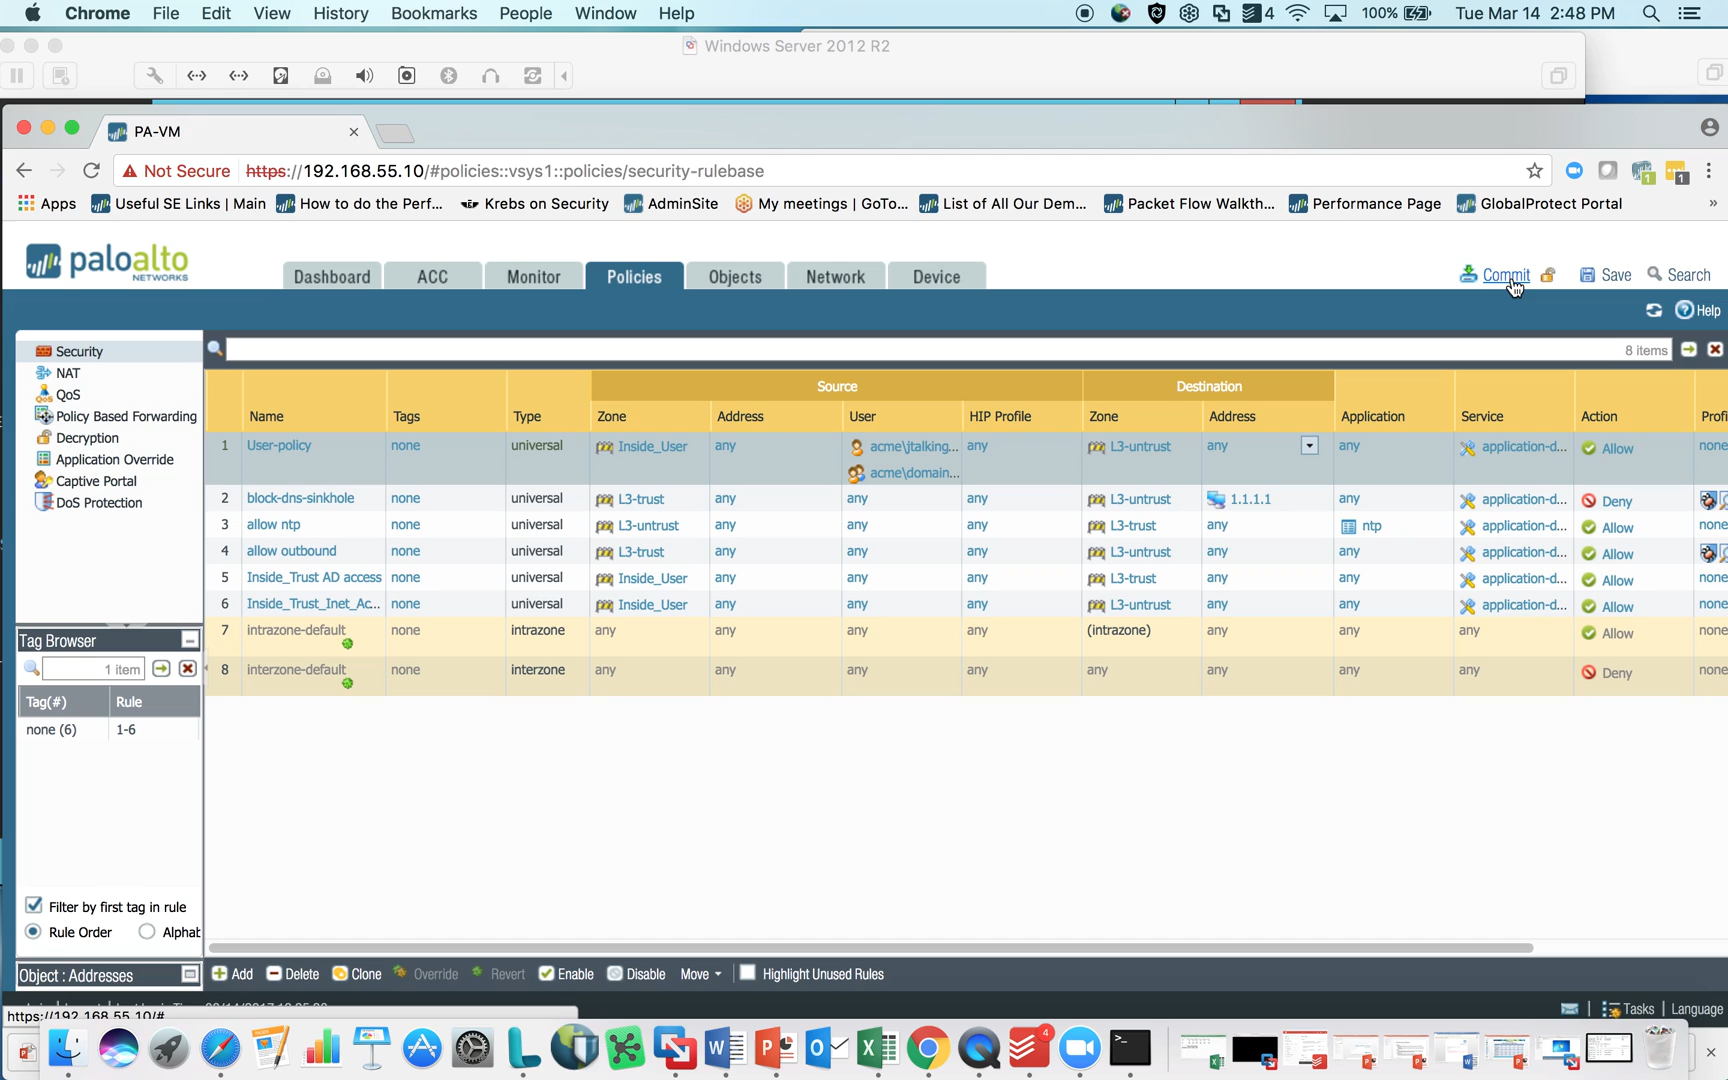 Chrome File Edit View History Bookmarks People Window Help 4 100% Tue Mar 14 2:48 PM
Windows Server 2012 R2
PA-VM
Not Secure https://192.168.55.10/#policies::vsys1::policies/security-rulebase
Apps Useful SE Links | Main How to do the Perf... Krebs on Security AdminSite My meetings | GoTo... List of All Our Dem... Packet Flow Walkth... Performance Page GlobalProtect Portal »
paloalto NETWORKS Dashboard ACC Monitor Policies Objects Network Device Commit Save Search
Help
Security
NAT
QoS
Policy Based Forwarding
Decryption
Application Override
Captive Portal
DoS Protection
8 items
Source Destination
Name Tags Type Zone Address User HIP Profile Zone Address Application Service Action Profi
1 User-policy none universal Inside_User any acme\jtalking... any L3-untrust any any application-d... Allow none
acme\domain...
2 block-dns-sinkhole none universal L3-trust any any any L3-untrust 1.1.1.1 any application-d... Deny
3 allow ntp none universal L3-untrust any any any L3-trust any ntp application-d... Allow none
4 allow outbound none universal L3-trust any any any L3-untrust any any application-d... Allow
5 Inside_Trust AD access none universal Inside_User any any any L3-trust any any application-d... Allow none
6 Inside_Trust_Inet_Ac... none universal Inside_User any any any L3-untrust any any application-d... Allow none
7 intrazone-default none intrazone any any any any (intrazone) any any any Allow none
8 interzone-default none interzone any any any any any any any any Deny none
Tag Browser
1 item
Tag(#) Rule
none (6) 1-6
Filter by first tag in rule
Rule Order Alphab
Object : Addresses
Add Delete Clone Override Revert Enable Disable Move Highlight Unused Rules
https://192.168.55.10/#
Tasks | Language
4